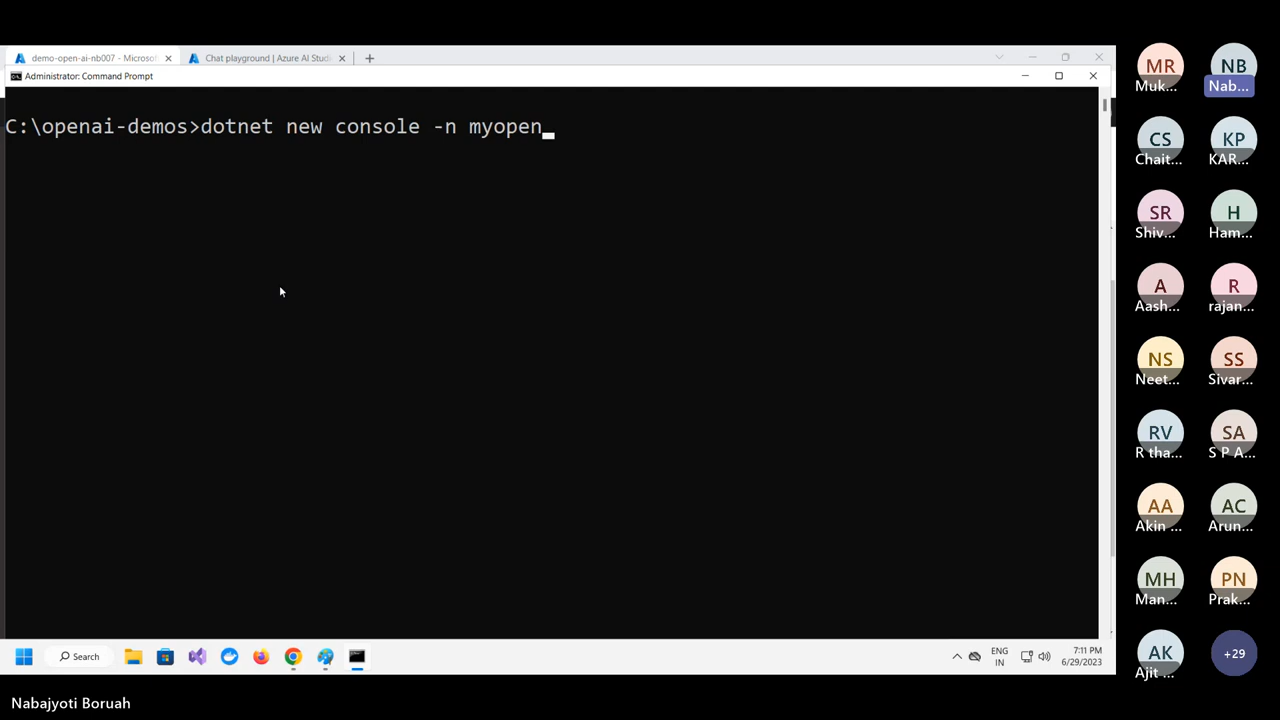 demo-open-ai-nb007 - Microsof
Chat playground | Azure AI Studi
Administrator: Command Prompt
C:\openai-demos>dotnet new console -n myopen
MR
Muk...
NB
Nab...
CS
Chait...
KP
KAR...
SR
Shiv...
H
Ham...
A
Aash...
R
rajan...
NS
Neet...
SS
Sivar...
RV
R tha...
SA
S P A...
AA
Akin ...
AC
Arun...
MH
Man...
PN
Prak...
AK
Ajit ...
+29
Search
ENG
IN
7:11 PM
6/29/2023
Nabajyoti Boruah